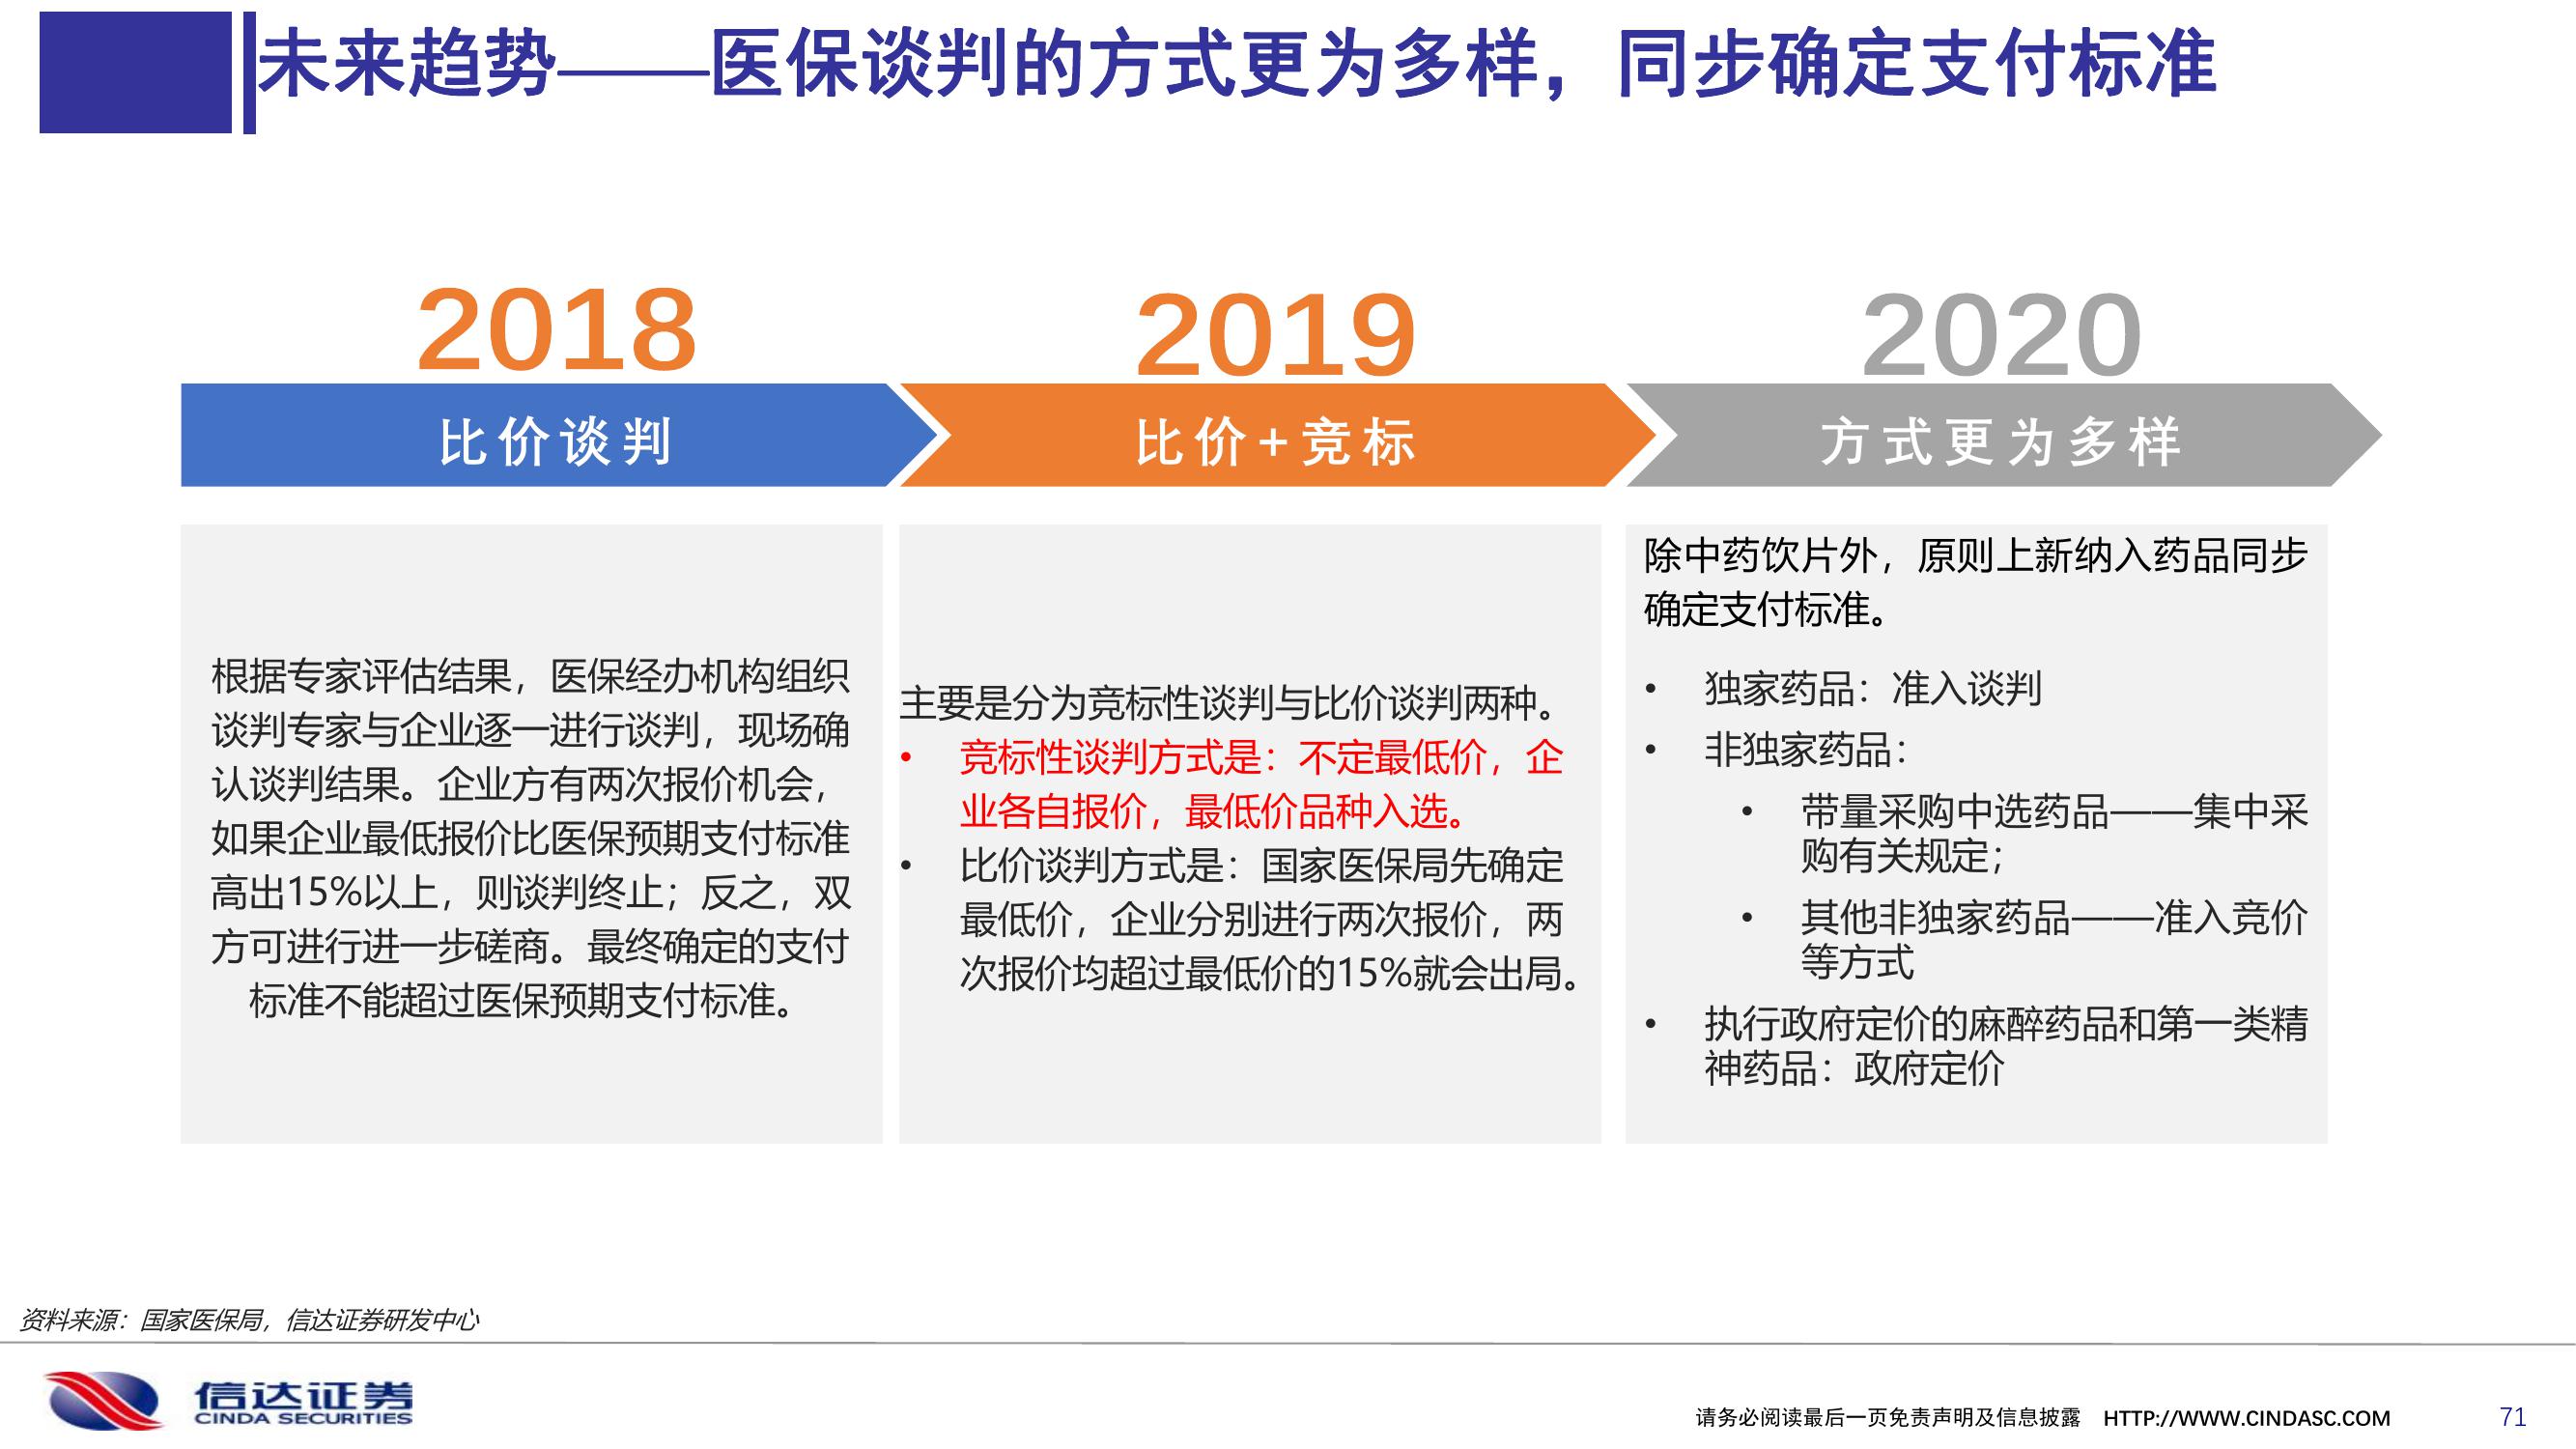 未来趋势——医保谈判的方式更为多样，同步确定支付标准
2018
比价谈判
根据专家评估结果，医保经办机构组织
谈判专家与企业逐一进行谈判，现场确
认谈判结果。企业方有两次报价机会，
如果企业最低报价比医保预期支付标准
高出15%以上，则谈判终止；反之，双
方可进行进一步磋商。最终确定的支付
标准不能超过医保预期支付标准。
2019
比价+竞标
主要是分为竞标性谈判与比价谈判两种。
• 竞标性谈判方式是：不定最低价，企
业各自报价，最低价品种入选。
• 比价谈判方式是：国家医保局先确定
最低价，企业分别进行两次报价，两
次报价均超过最低价的15%就会出局。
2020
方式更为多样
除中药饮片外，原则上新纳入药品同步
确定支付标准。
• 独家药品：准入谈判
• 非独家药品：
• 带量采购中选药品——集中采
购有关规定；
• 其他非独家药品——准入竞价
等方式
• 执行政府定价的麻醉药品和第一类精
神药品：政府定价
资料来源：国家医保局，信达证券研发中心
信达证券
CINDA SECURITIES
请务必阅读最后一页免责声明及信息披露 HTTP://WWW.CINDASC.COM 71